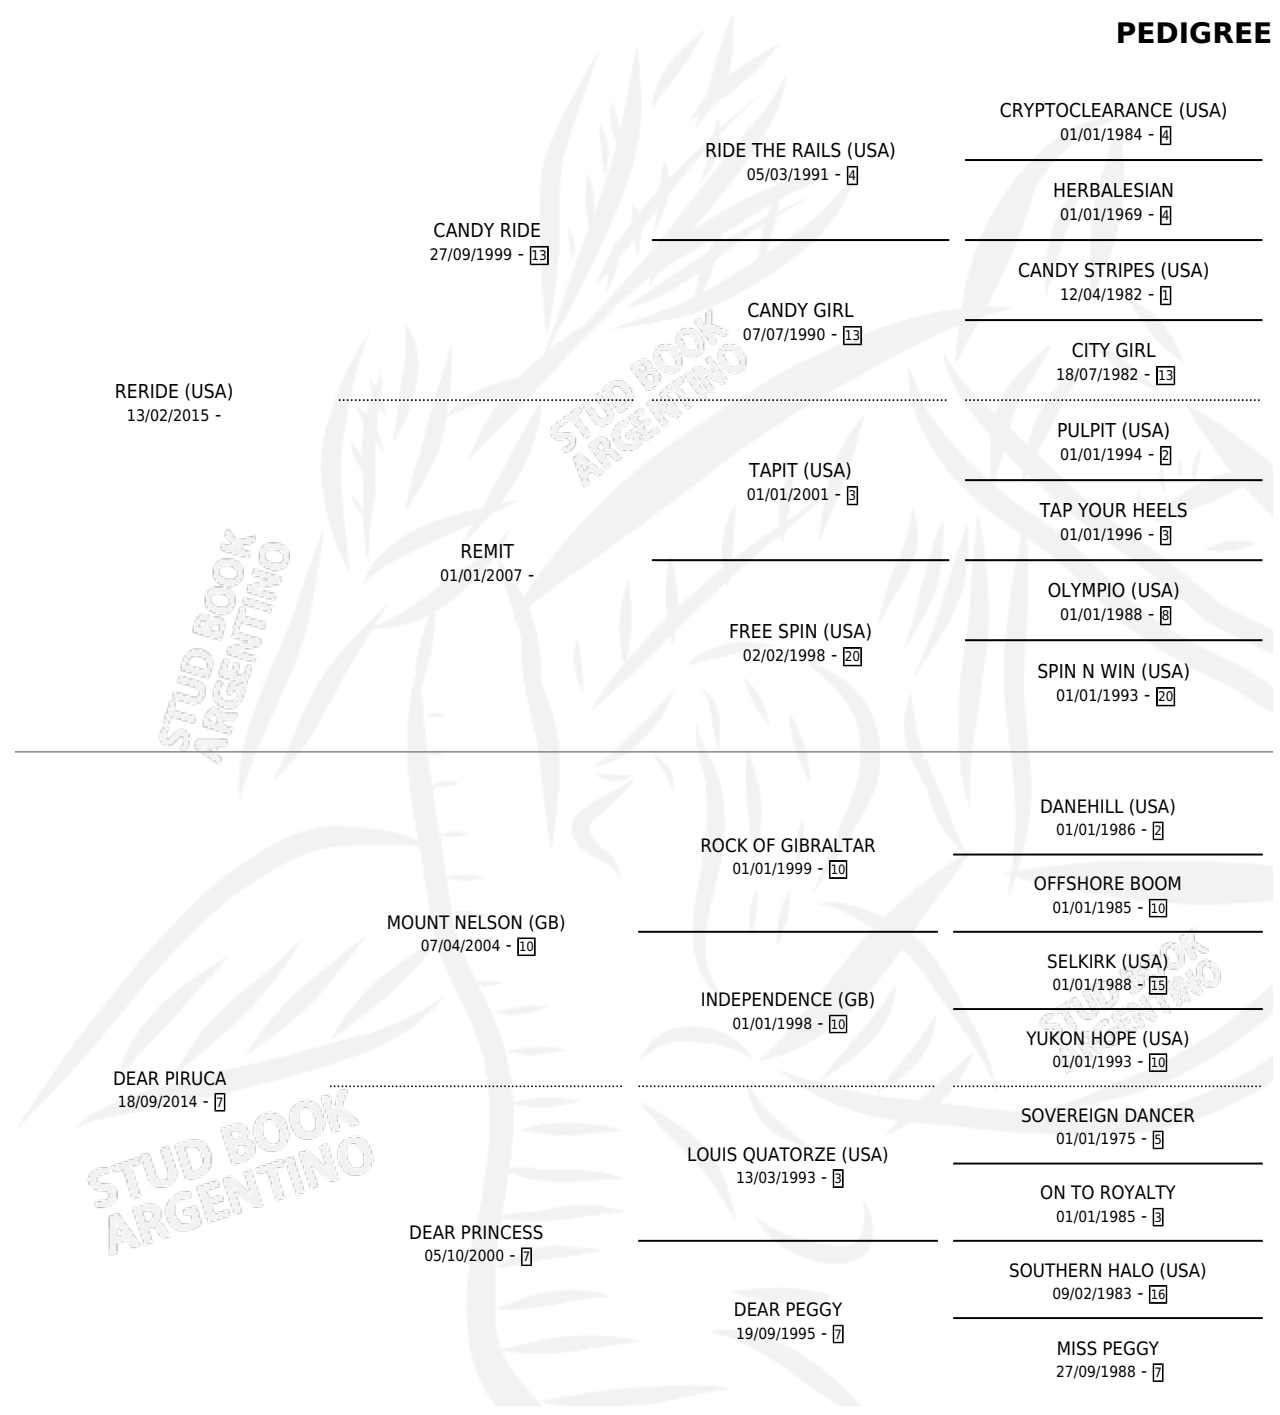 PEDIGREE
CRYPTOCLEARANCE (USA)
01/01/1984 - 4
RIDE THE RAILS (USA)
05/03/1991 - 4
HERBALESIAN
01/01/1969 - 4
CANDY RIDE
27/09/1999 - 13
CANDY STRIPES (USA)
12/04/1982 - 1
CANDY GIRL
07/07/1990 - 13
CITY GIRL
18/07/1982 - 13
RERIDE (USA)
13/02/2015 -
PULPIT (USA)
01/01/1994 - 2
TAPIT (USA)
01/01/2001 - 3
TAP YOUR HEELS
01/01/1996 - 3
REMIT
01/01/2007 -
OLYMPIO (USA)
01/01/1988 - 8
FREE SPIN (USA)
02/02/1998 - 20
SPIN N WIN (USA)
01/01/1993 - 20
DANEHILL (USA)
01/01/1986 - 2
ROCK OF GIBRALTAR
01/01/1999 - 10
OFFSHORE BOOM
01/01/1985 - 10
MOUNT NELSON (GB)
07/04/2004 - 10
SELKIRK (USA)
01/01/1988 - 15
INDEPENDENCE (GB)
01/01/1998 - 10
YUKON HOPE (USA)
01/01/1993 - 10
DEAR PIRUCA
18/09/2014 - 7
SOVEREIGN DANCER
01/01/1975 - 5
LOUIS QUATORZE (USA)
13/03/1993 - 3
ON TO ROYALTY
01/01/1985 - 3
DEAR PRINCESS
05/10/2000 - 7
SOUTHERN HALO (USA)
09/02/1983 - 16
DEAR PEGGY
19/09/1995 - 7
MISS PEGGY
27/09/1988 - 7
STUD BOOK
ARGENTINO
STUD BOOK
ARGENTINO
STUD BOOK
ARGENTINO
STUD BOOK
ARGENTINO